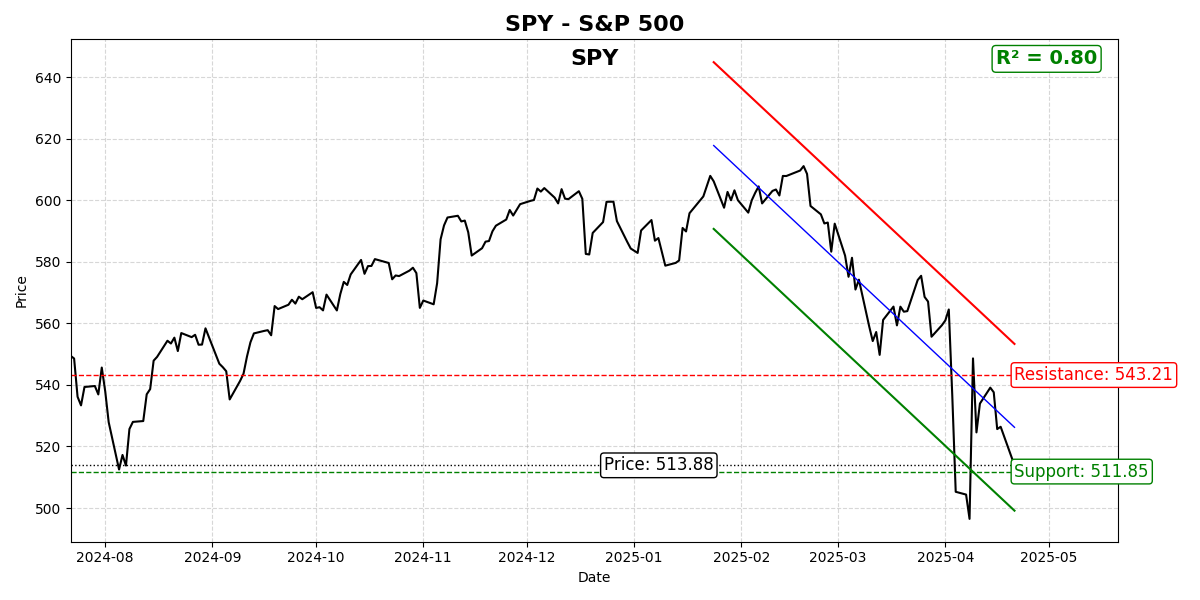 SPY - S&P 500
SPY
R² = 0.80
Price
640
620
600
580
560
540
520
500
Resistance: 543.21
Price: 513.88
Support: 511.85
2024-08 2024-09 2024-10 2024-11 2024-12 2025-01 2025-02 2025-03 2025-04 2025-05
Date